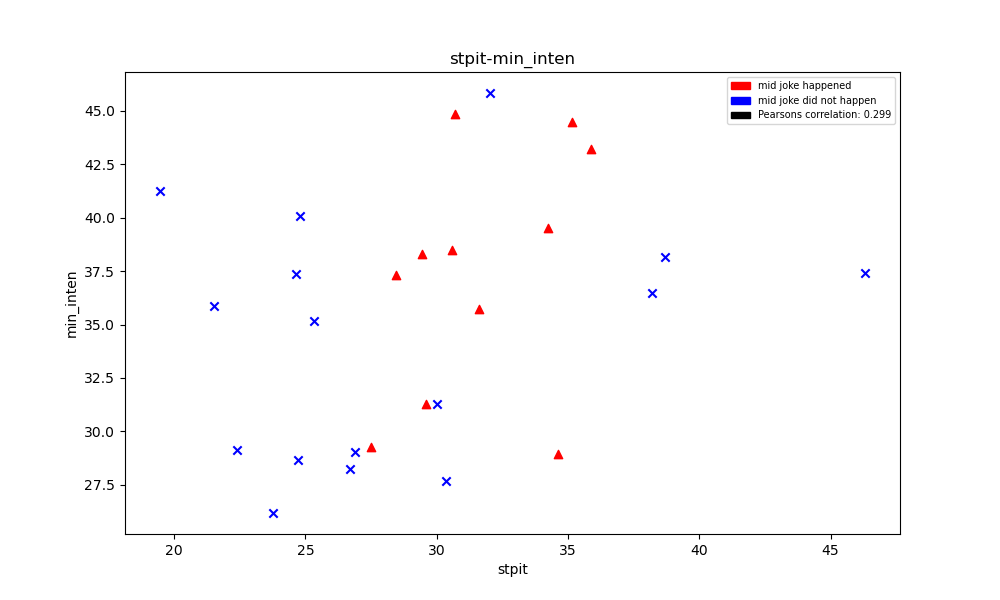 stpit-min_inten
mid joke happened
mid joke did not happen
Pearsons correlation: 0.299
45.0
42.5
40.0
37.5
35.0
32.5
30.0
27.5
min_inten
20 25 30 35 40 45
stpit